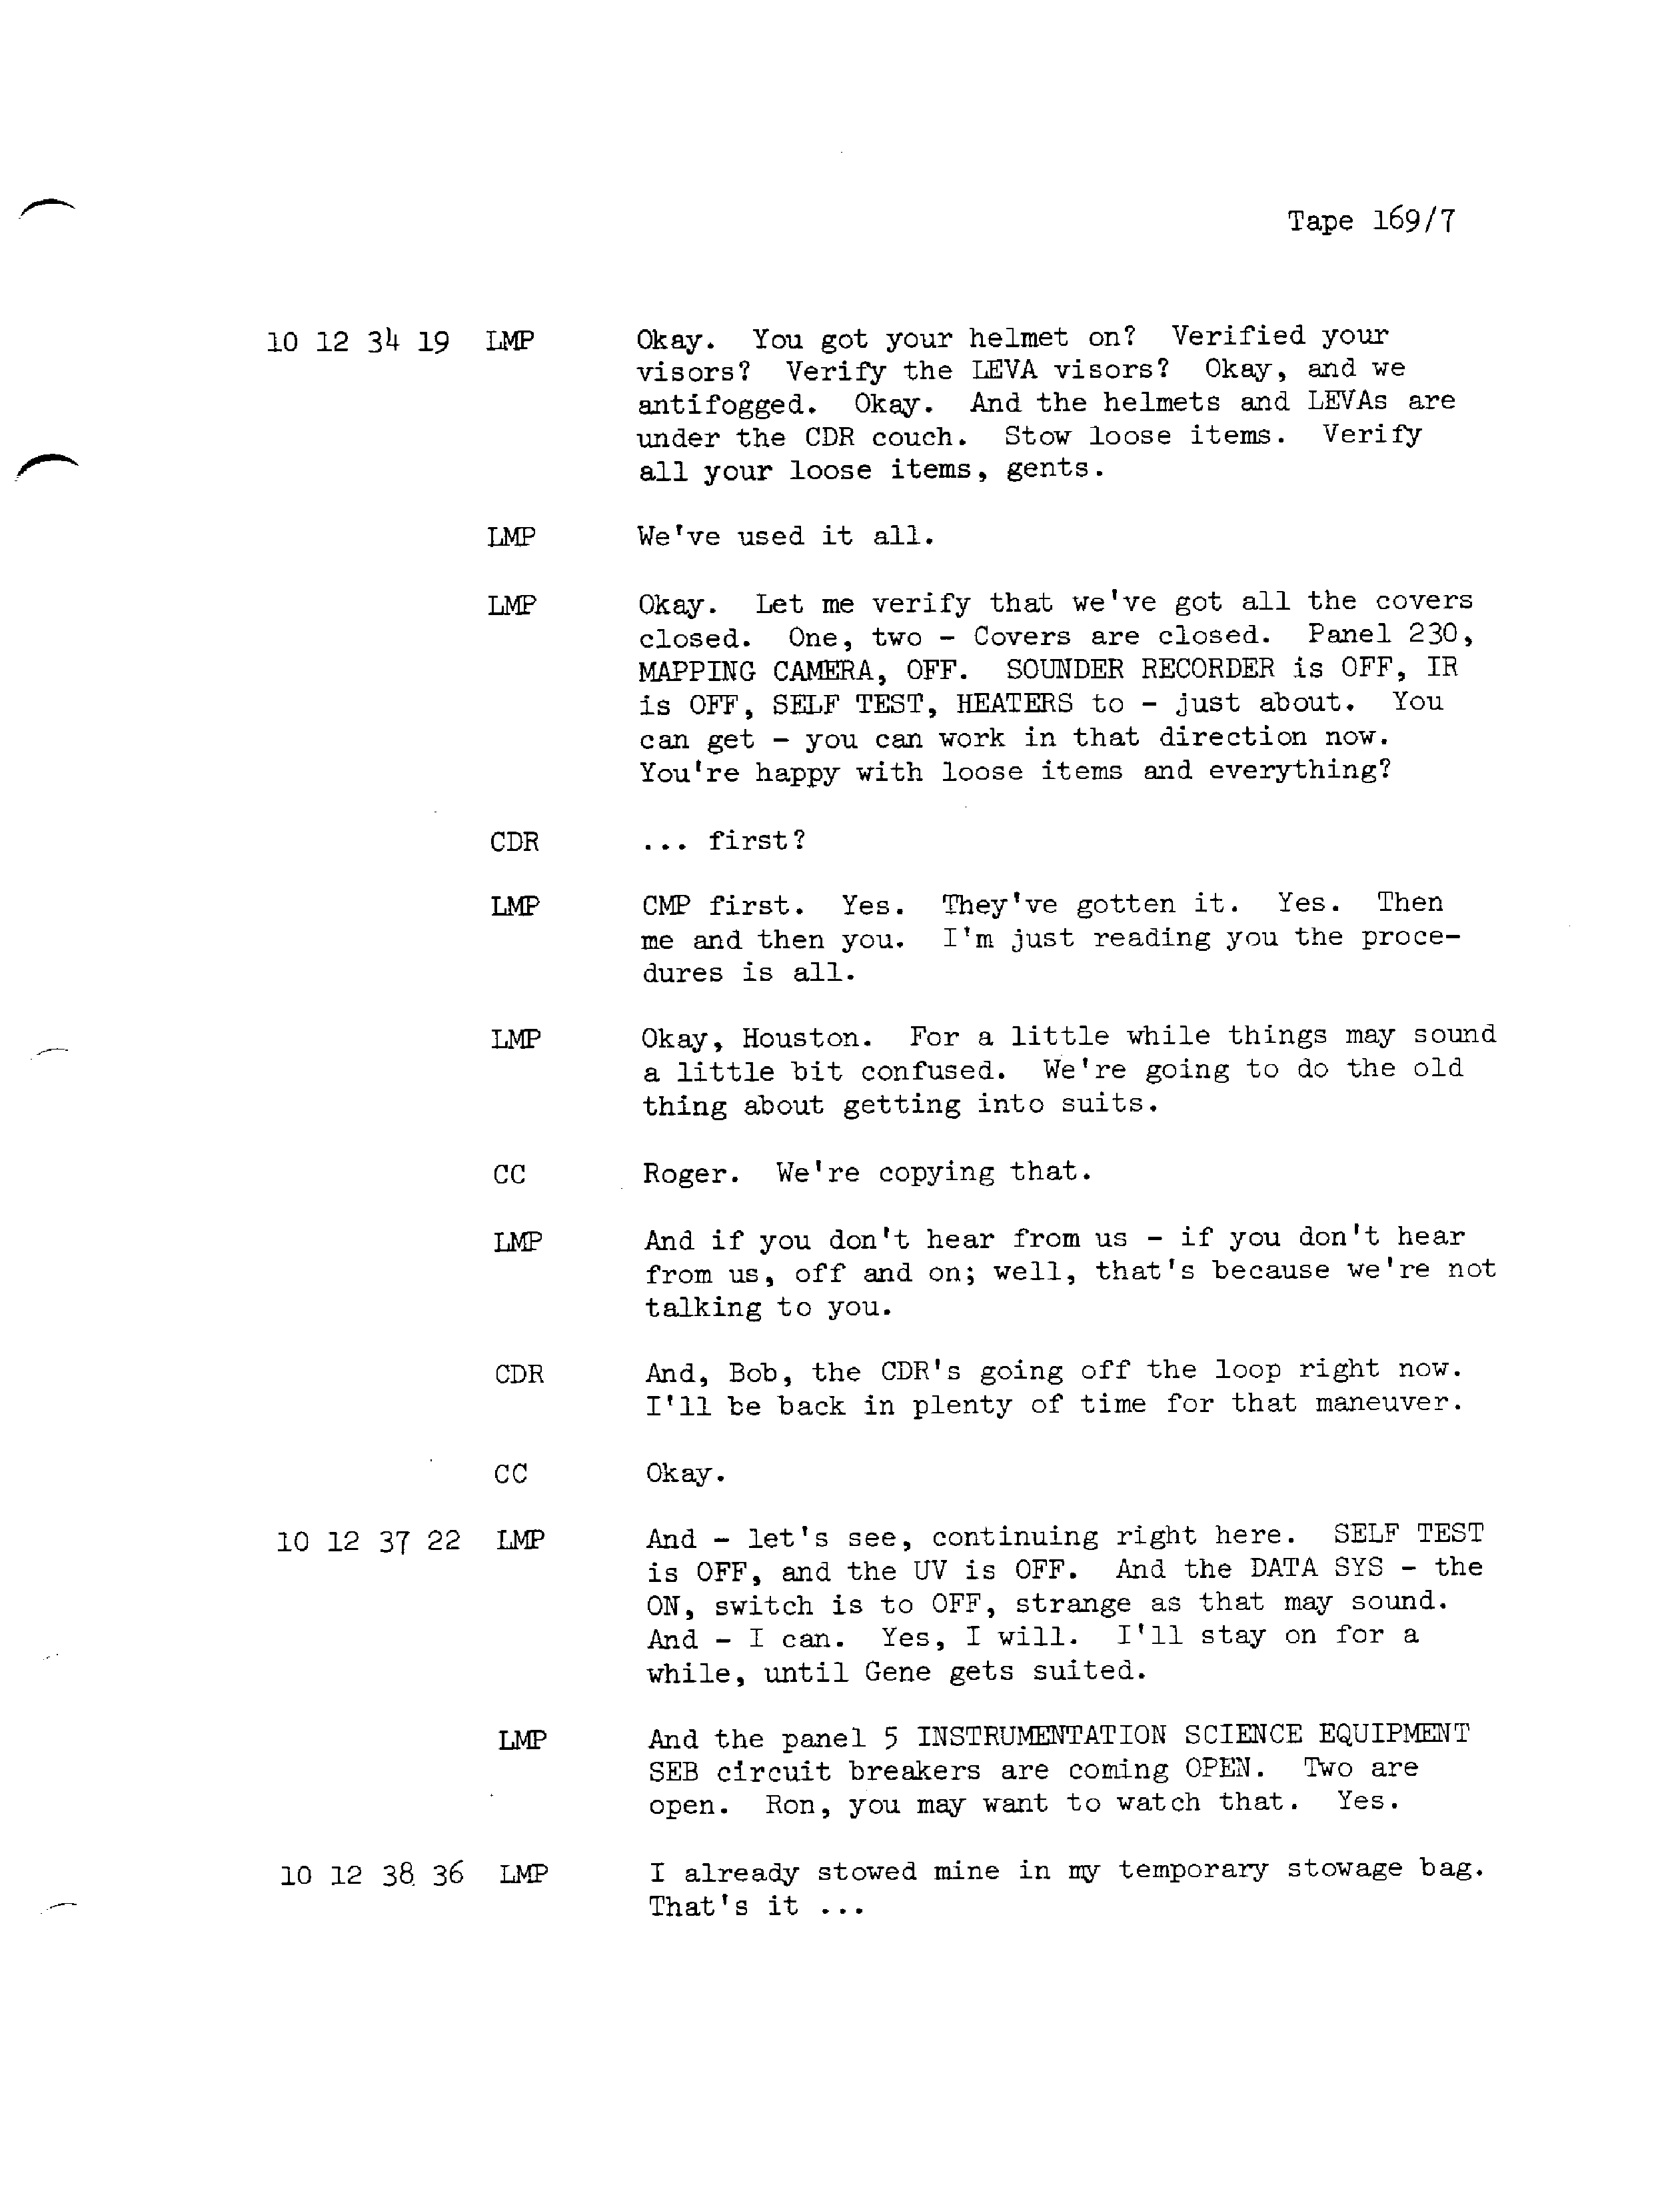 Tape 169/7
10 12 34 19 LMP Okay. You got your helmet on? Verified your
visors? Verify the LEVA visors? Okay, and we
antifogged. Okay. And the helmets and LEVAs are
under the CDR couch. Stow loose items. Verify
all your loose items, gents.
LMP We've used it all.
LMP Okay. Let me verify that we've got all the covers
closed. One, two - Covers are closed. Panel 230,
MAPPING CAMERA, OFF. SOUNDER RECORDER is OFF, IR
is OFF, SELF TEST, HEATERS to - just about. You
can get - you can work in that direction now.
You're happy with loose items and everything?
CDR ... first?
LMP CMP first. Yes. They've gotten it. Yes. Then
me and then you. I'm just reading you the proce-
dures is all.
LMP Okay, Houston. For a little while things may sound
a little bit confused. We're going to do the old
thing about getting into suits.
CC Roger. We're copying that.
LMP And if you don't hear from us - if you don't hear
from us, off and on; well, that's because we're not
talking to you.
CDR And, Bob, the CDR's going off the loop right now.
I'll be back in plenty of time for that maneuver.
CC Okay.
10 12 37 22 LMP And - let's see, continuing right here. SELF TEST
is OFF, and the UV is OFF. And the DATA SYS - the
ON, switch is to OFF, strange as that may sound.
And - I can. Yes, I will. I'll stay on for a
while, until Gene gets suited.
LMP And the panel 5 INSTRUMENTATION SCIENCE EQUIPMENT
SEB circuit breakers are coming OPEN. Two are
open. Ron, you may want to watch that. Yes.
10 12 38 36 LMP I already stowed mine in my temporary stowage bag.
That's it ...